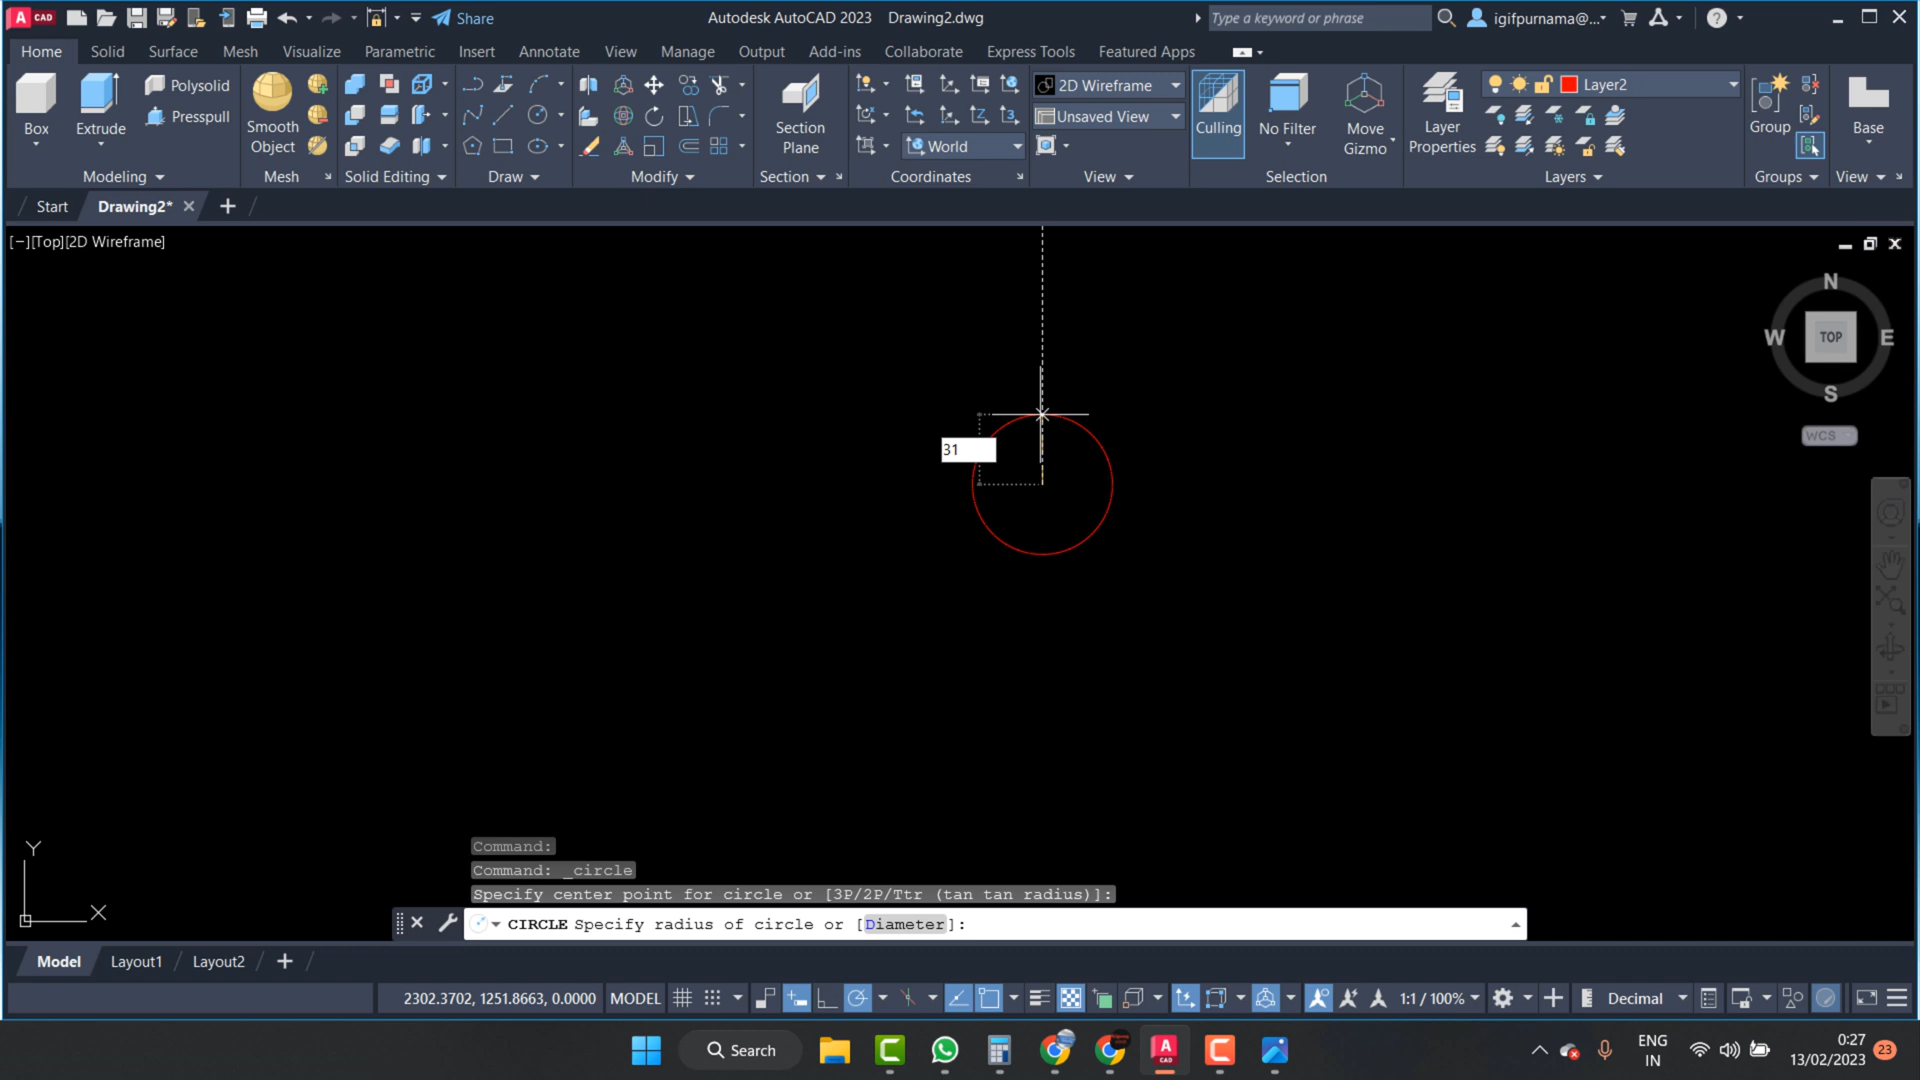 A CAD
Share
Autodesk AutoCAD 2023 Drawing2.dwg
Type a keyword or phrase
igifpurnama@...
Home Solid Surface Mesh Visualize Parametric Insert Annotate View Manage Output Add-ins Collaborate Express Tools Featured Apps
Box
Extrude
Polysolid
Presspull
Smooth
Object
Section
Plane
World
2D Wireframe
Unsaved View
Culling
No Filter
Move
Gizmo
Layer
Properties
Layer2
Group
Base
Modeling Mesh Solid Editing Draw Modify Section Coordinates View Selection Layers Groups View
Start Drawing2*
[−][Top][2D Wireframe]
N
W TOP E
S
WCS
31
Y
X
Command:
Command: _circle
Specify center point for circle or [3P/2P/Ttr (tan tan radius)]:
CIRCLE Specify radius of circle or [Diameter]:
Model Layout1 Layout2
2302.3702, 1251.8663, 0.0000 MODEL 1:1 / 100% Decimal
Search
ENG
IN
0:27
13/02/2023
23